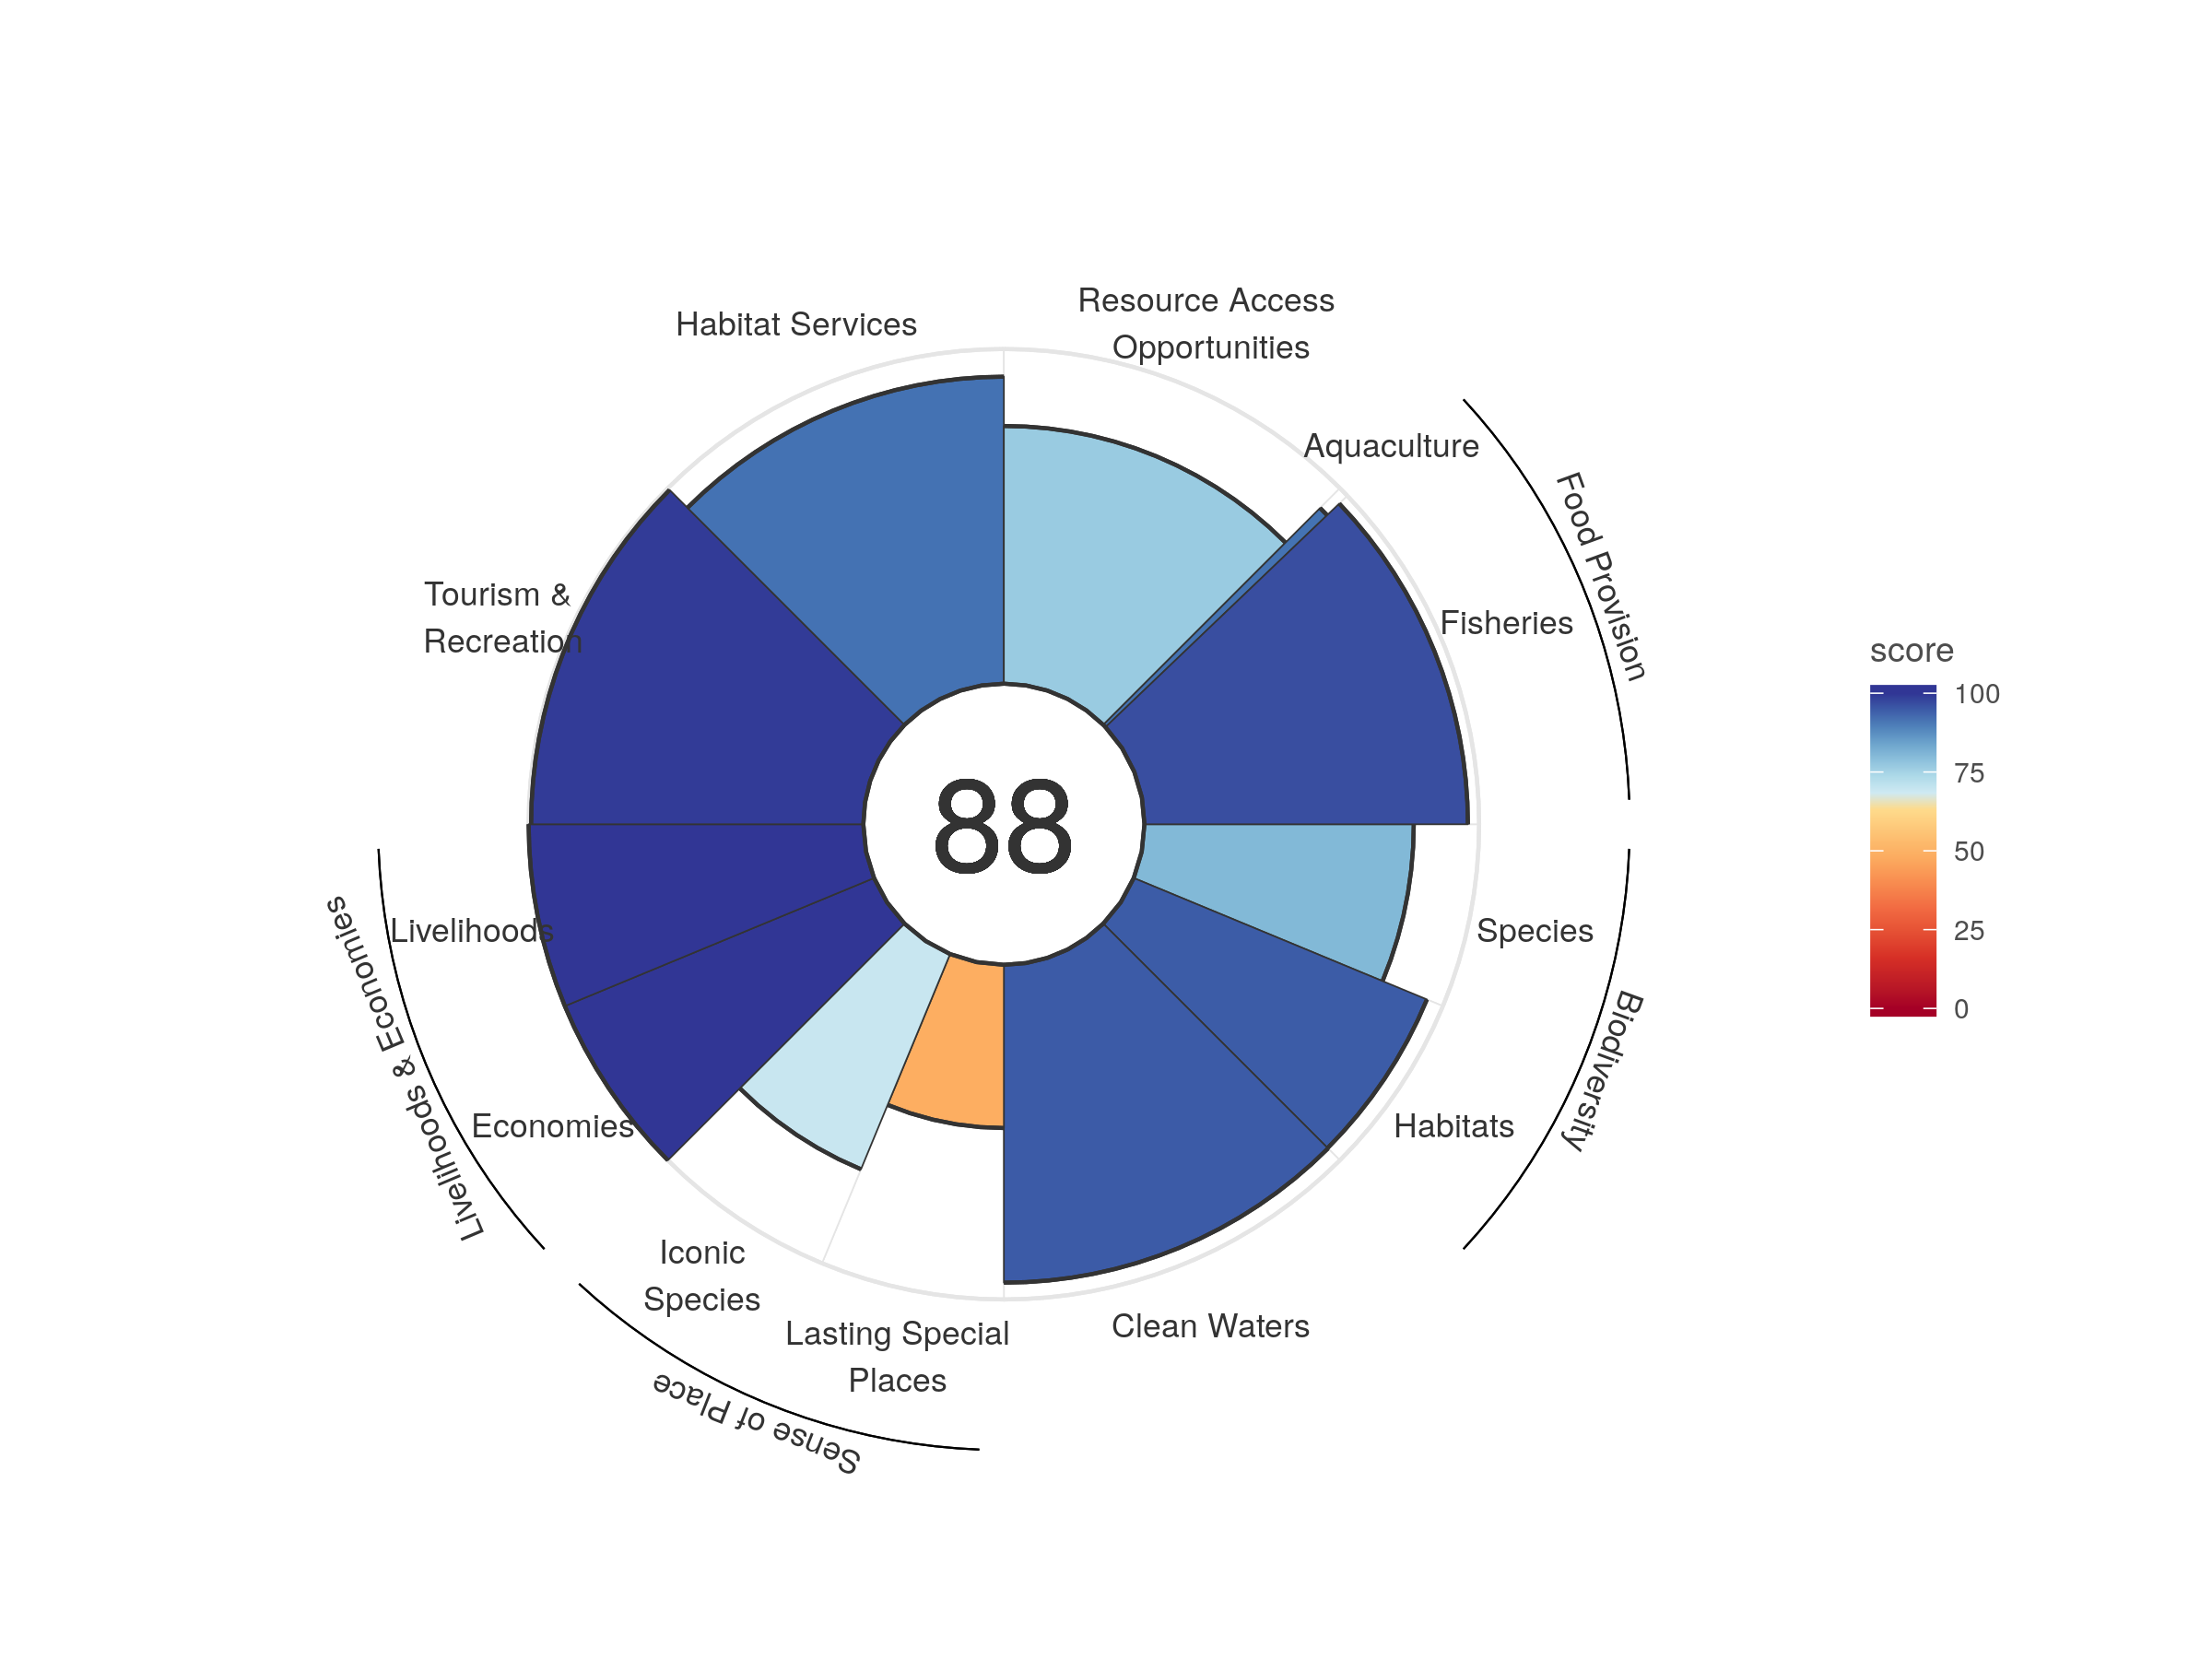 Resource Access
Opportunities
Habitat Services
Aquaculture
Food Provision
Fisheries
Tourism &
Recreation
score
100
75
50
25
0
88
Livelihoods
Species
Livelihoods & Economies
Biodiversity
Economies
Habitats
Iconic
Species
Lasting Special
Places
Clean Waters
Sense of Place